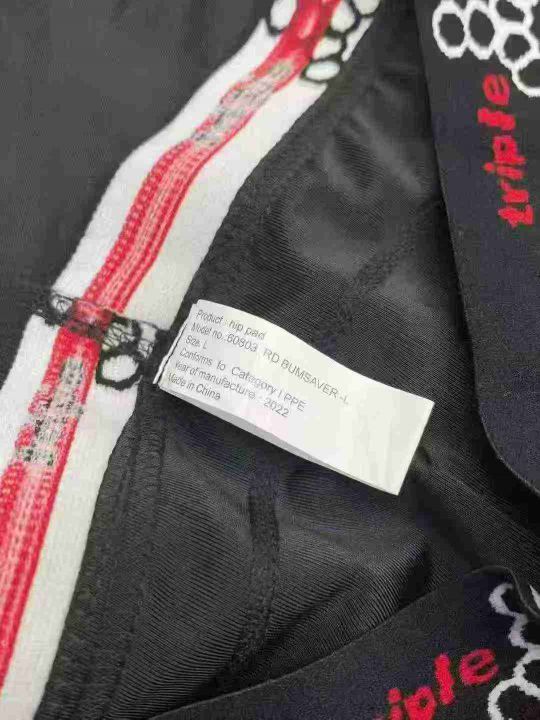 triple
Product : hip pad
Model no.:60803 RD BUMSAVER -L
Size. L
Conforms to Category I PPE
Year of manufacture - 2022
Made in China
triple